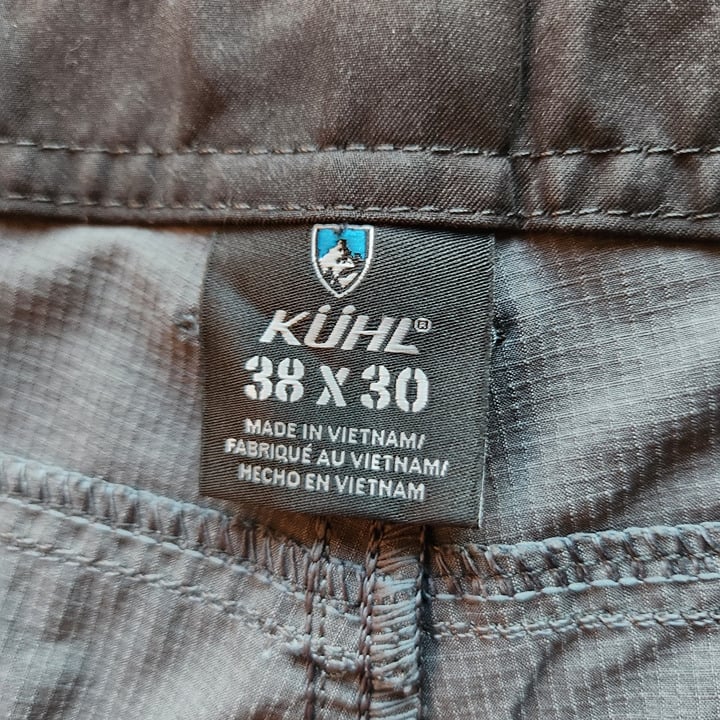 KÜHL®
38 X 30
MADE IN VIETNAM/
FABRIQUÉ AU VIETNAM/
HECHO EN VIETNAM